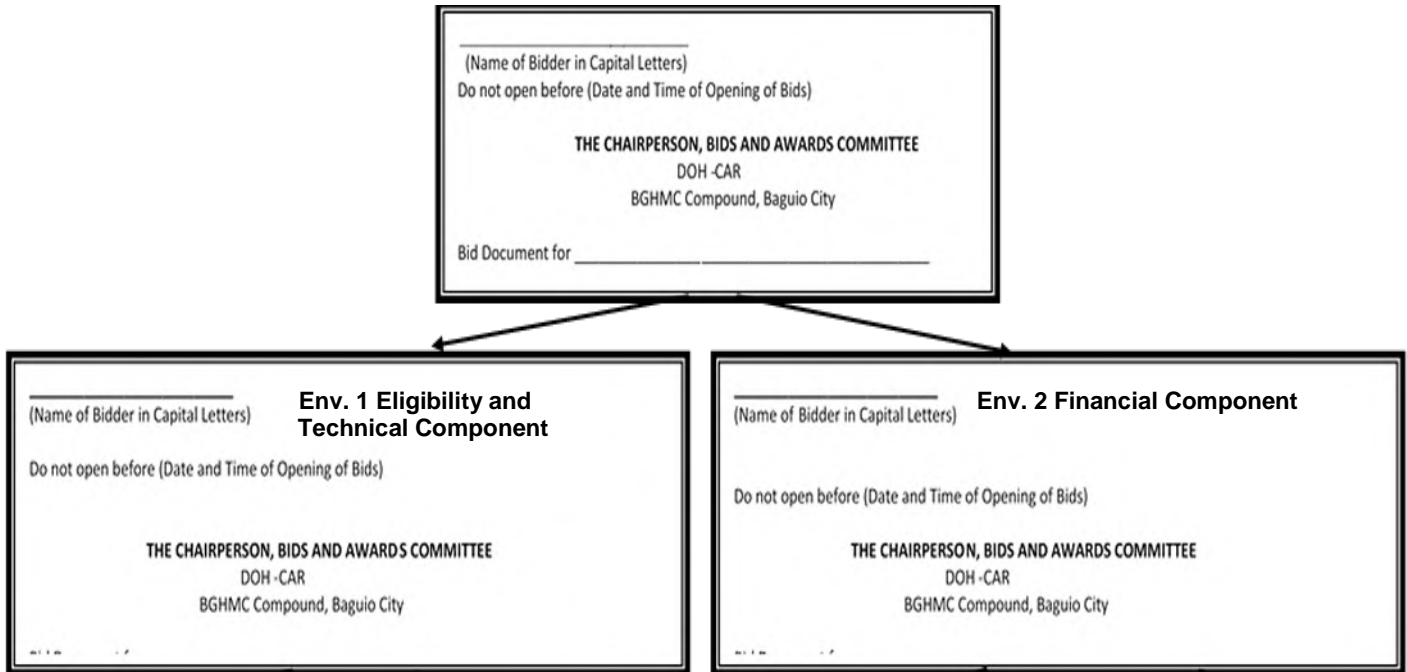 (Name of Bidder in Capital Letters)
Do not open before (Date and Time of Opening of Bids)
THE CHAIRPERSON, BIDS AND AWARDS COMMITTEE
DOH -CAR
BGHMC Compound, Baguio City
Bid Document for ____________________
(Name of Bidder in Capital Letters)
Env. 1 Eligibility and
Technical Component
Do not open before (Date and Time of Opening of Bids)
THE CHAIRPERSON, BIDS AND AWARDS COMMITTEE
DOH -CAR
BGHMC Compound, Baguio City
(Name of Bidder in Capital Letters)
Env. 2 Financial Component
Do not open before (Date and Time of Opening of Bids)
THE CHAIRPERSON, BIDS AND AWARDS COMMITTEE
DOH -CAR
BGHMC Compound, Baguio City